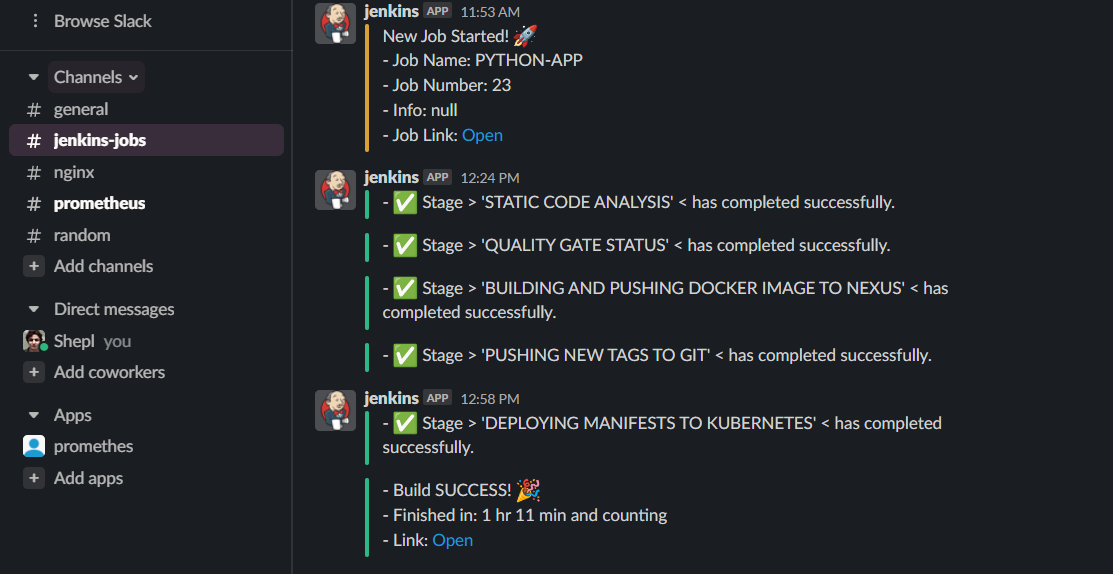 Browse Slack
Channels
# general
# jenkins-jobs
# nginx
# prometheus
# random
+ Add channels
Direct messages
Shepl you
+ Add coworkers
Apps
promethes
+ Add apps
jenkins APP 11:53 AM
New Job Started! 🚀
- Job Name: PYTHON-APP
- Job Number: 23
- Info: null
- Job Link: Open
jenkins APP 12:24 PM
- ✅ Stage > 'STATIC CODE ANALYSIS' < has completed successfully.
- ✅ Stage > 'QUALITY GATE STATUS' < has completed successfully.
- ✅ Stage > 'BUILDING AND PUSHING DOCKER IMAGE TO NEXUS' < has
completed successfully.
- ✅ Stage > 'PUSHING NEW TAGS TO GIT' < has completed successfully.
jenkins APP 12:58 PM
- ✅ Stage > 'DEPLOYING MANIFESTS TO KUBERNETES' < has completed
successfully.
- Build SUCCESS! 🎉
- Finished in: 1 hr 11 min and counting
- Link: Open